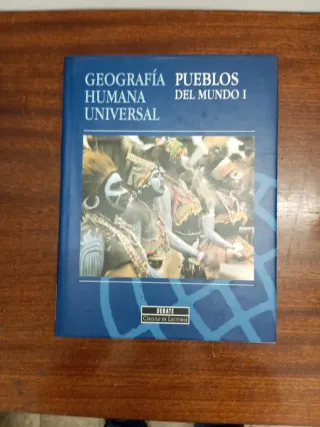 GEOGRAFÍA
HUMANA
UNIVERSAL
PUEBLOS
DEL MUNDO I
DEBATE
CÍRCULO DE LECTORES